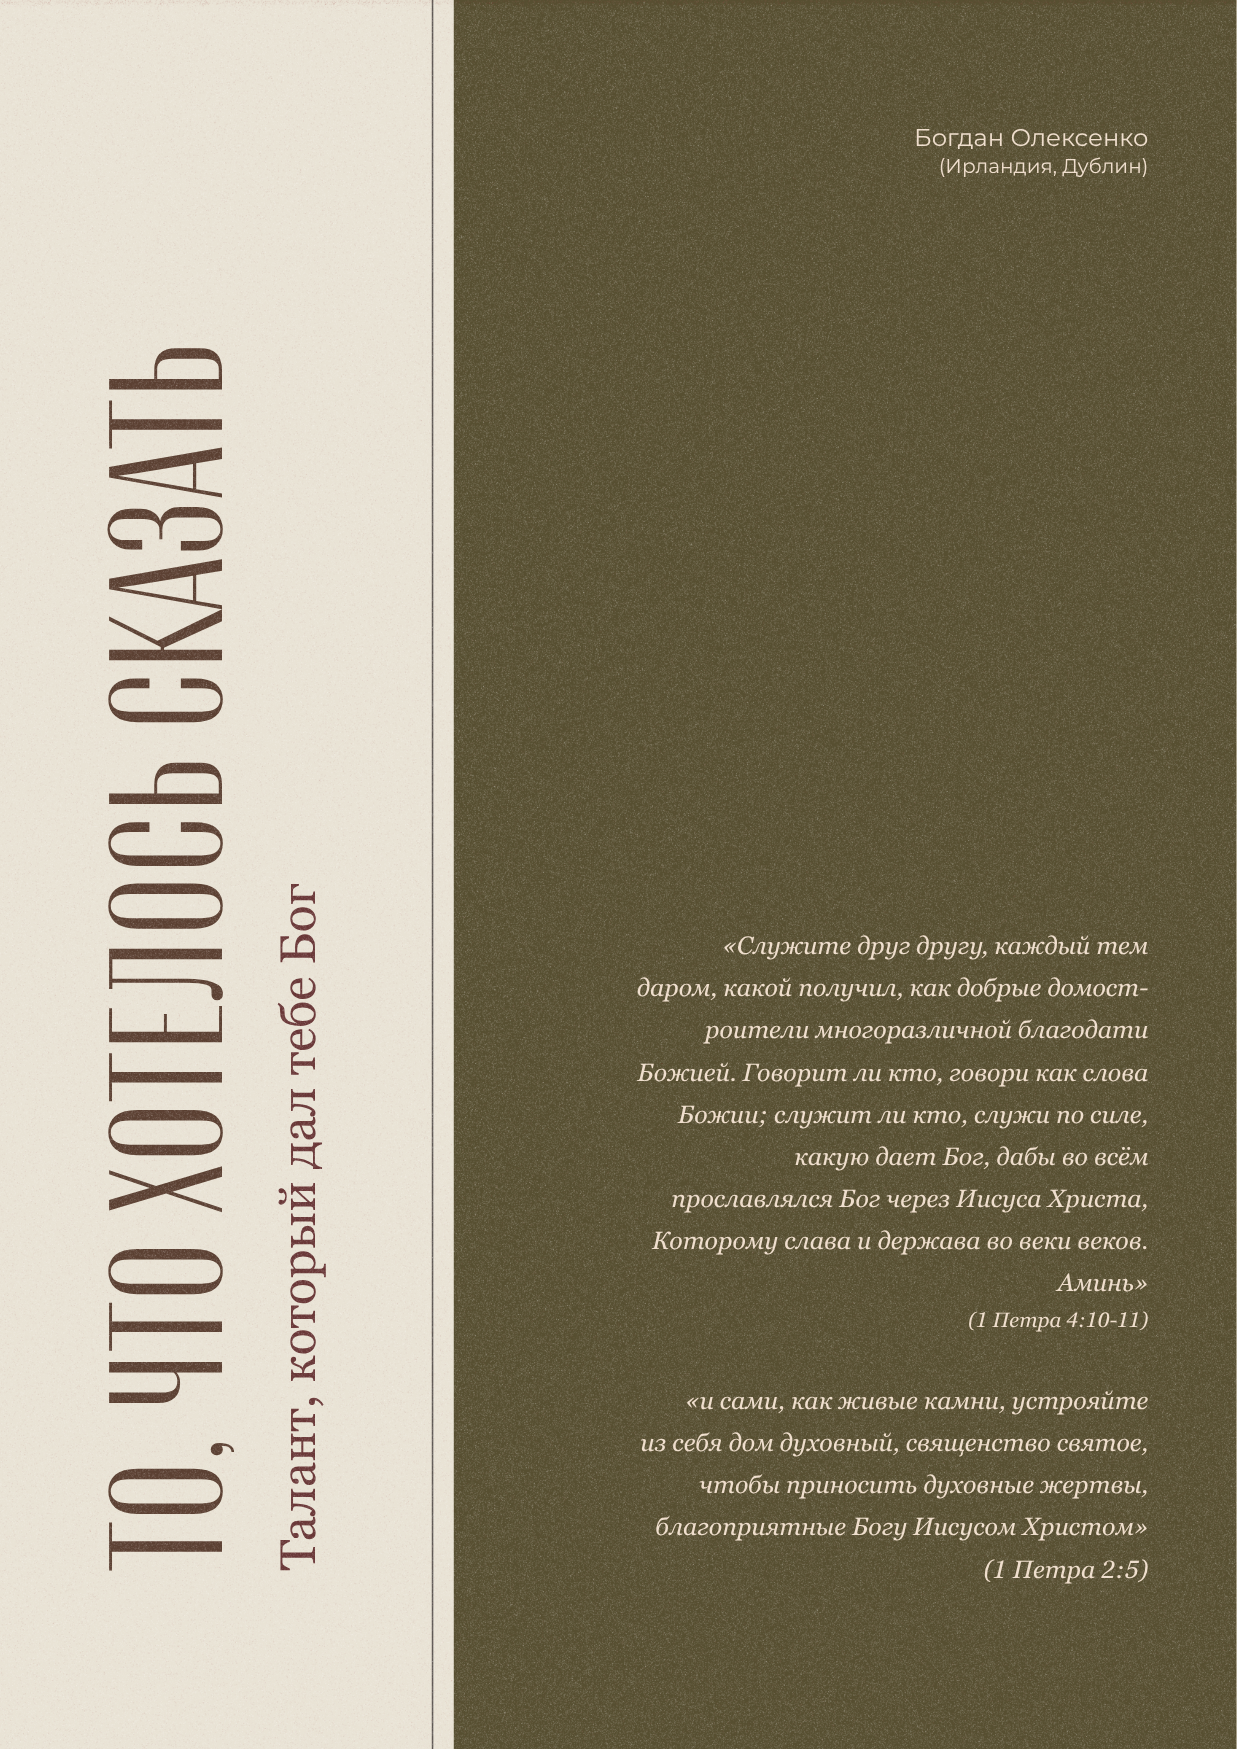 ТО, ЧТО ХОТЕЛОСЬ СКАЗАТЬ
Талант, который дал тебе Бог
Богдан Олексенко
(Ирландия, Дублин)
«Служите друг другу, каждый тем
даром, какой получил, как добрые домост-
роители многоразличной благодати
Божией. Говорит ли кто, говори как слова
Божии; служит ли кто, служи по силе,
какую дает Бог, дабы во всём
прославлялся Бог через Иисуса Христа,
Которому слава и держава во веки веков.
Аминь»
(1 Петра 4:10-11)
«и сами, как живые камни, устрояйте
из себя дом духовный, священство святое,
чтобы приносить духовные жертвы,
благоприятные Богу Иисусом Христом»
(1 Петра 2:5)